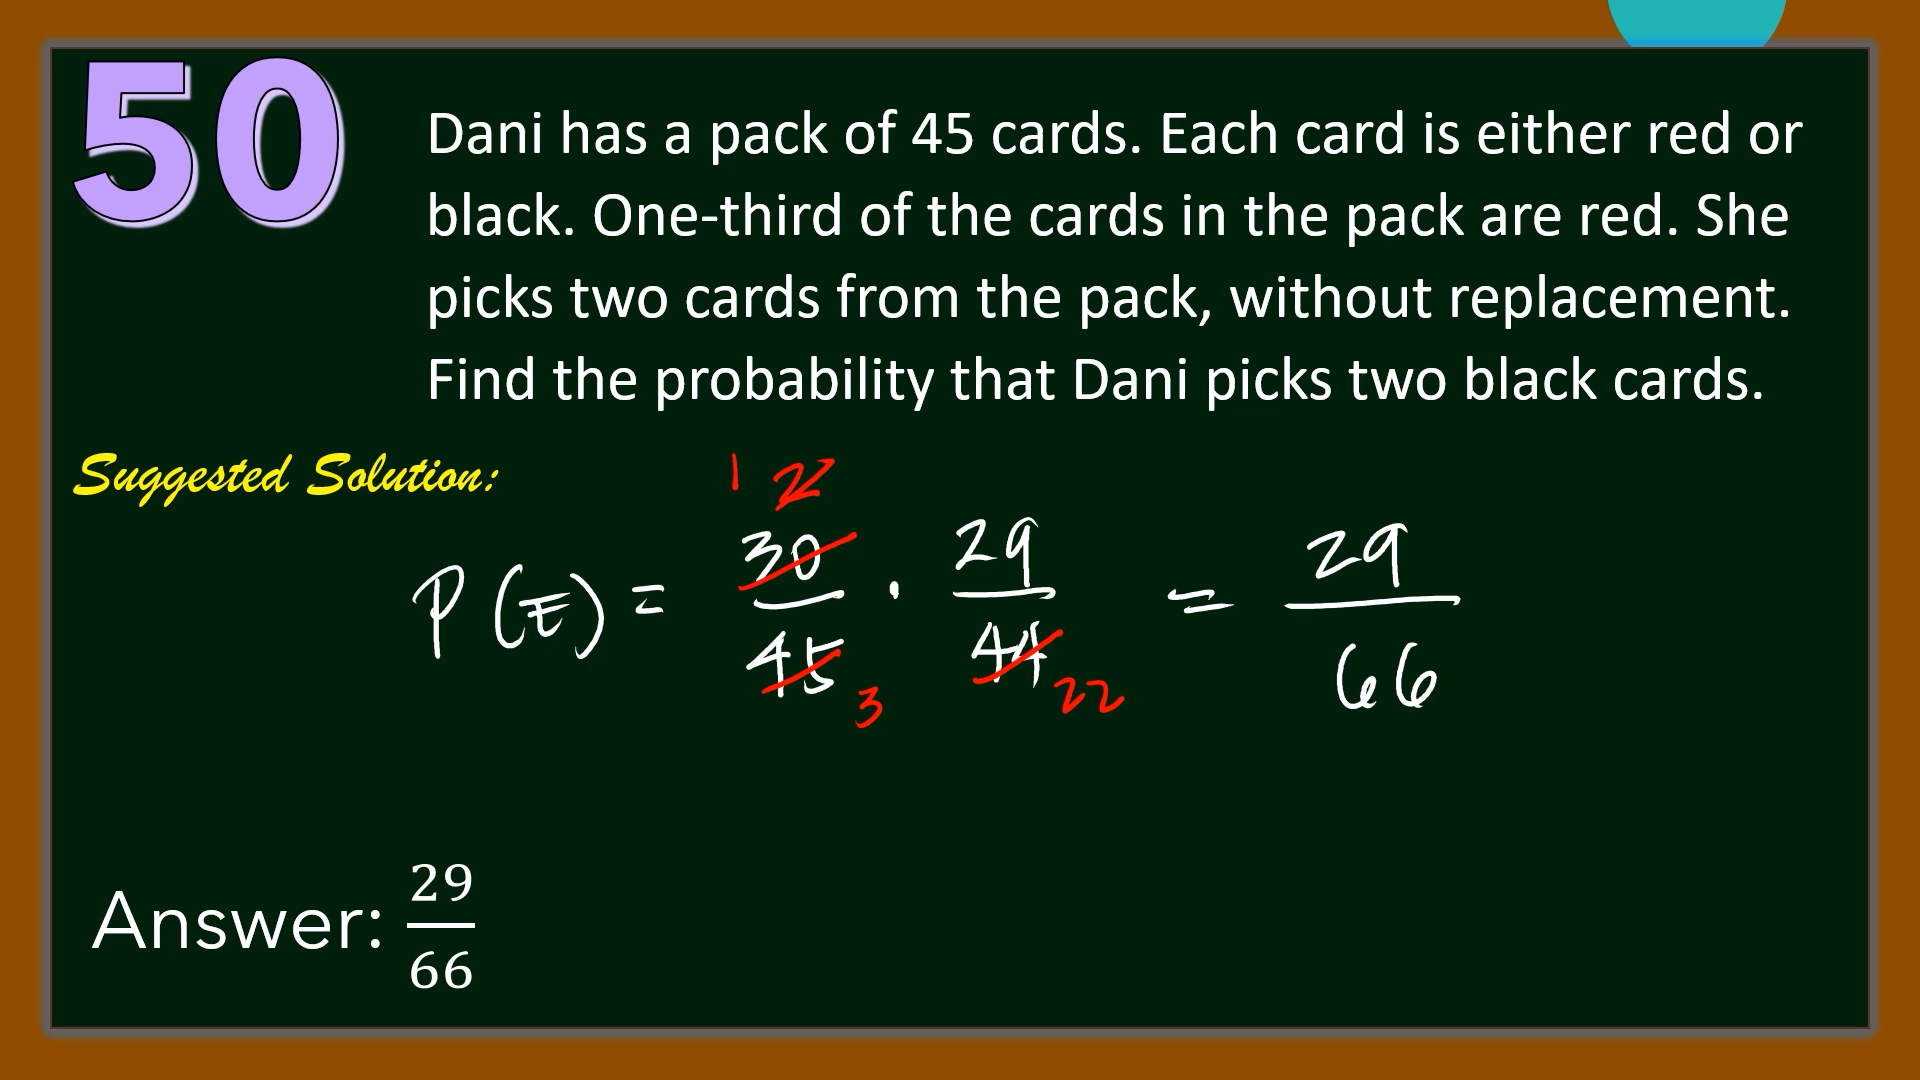 50
Dani has a pack of 45 cards. Each card is either red or
black. One-third of the cards in the pack are red. She
picks two cards from the pack, without replacement.
Find the probability that Dani picks two black cards.
Suggested Solution:
1 2
P(E) = 30/45 · 29/44 = 29/66
3 22
Answer: 29/66